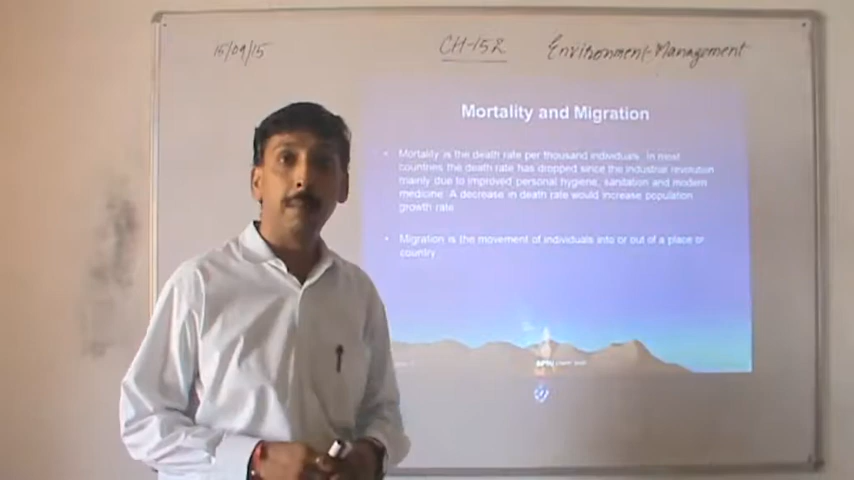 15/09/15 CH-152 Environment-Management
Mortality and Migration
• Mortality is the death rate per thousand individuals. In most
countries the death rate has dropped since the industrial revolution
mainly due to improved personal hygiene, sanitation and modern
medicine. A decrease in death rate would increase population
growth rate
• Migration is the movement of individuals into or out of a place or
country